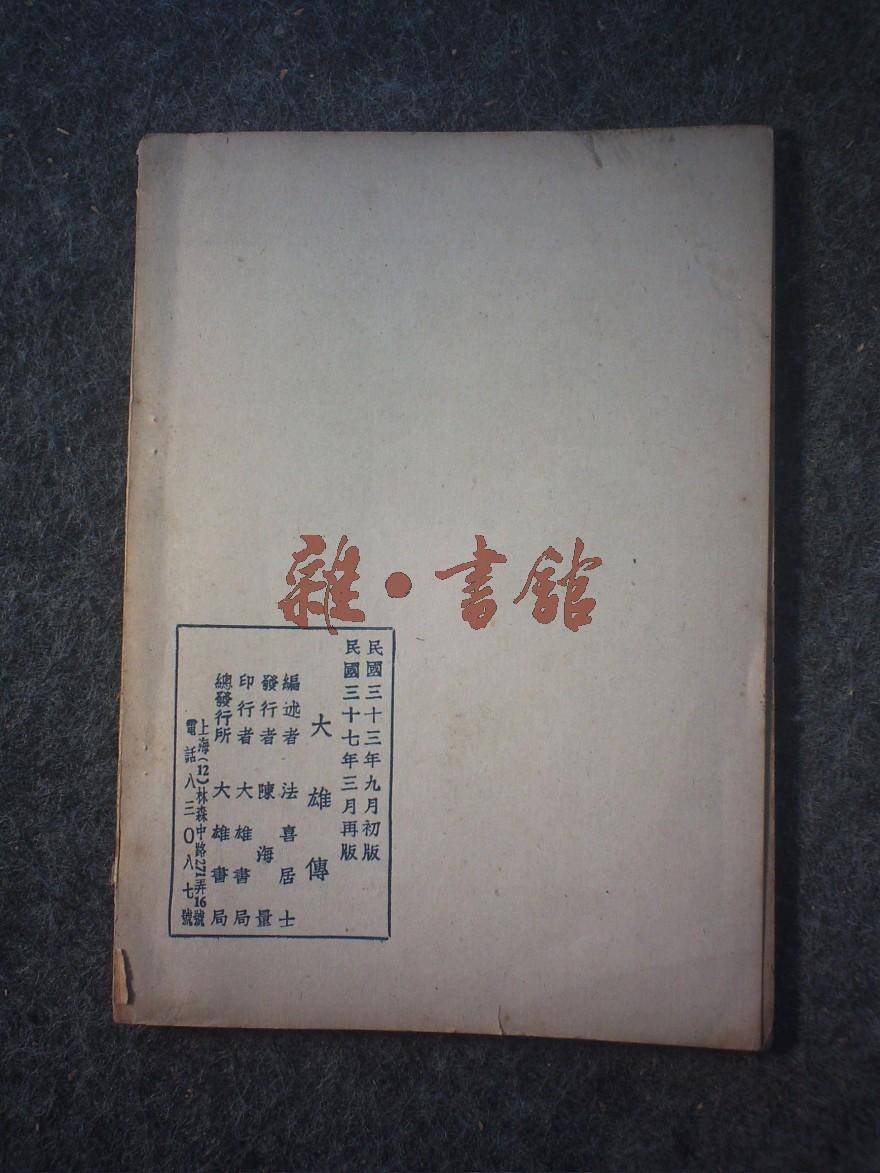 雜·書館
民國三十三年九月初版
民國三十七年三月再版
大雄傳
編述者 法喜居士
發行者 陳海量
印行者 大雄書局
總發行所 大雄書局
上海(12)林森中路271弄16號
電話八三〇八七號